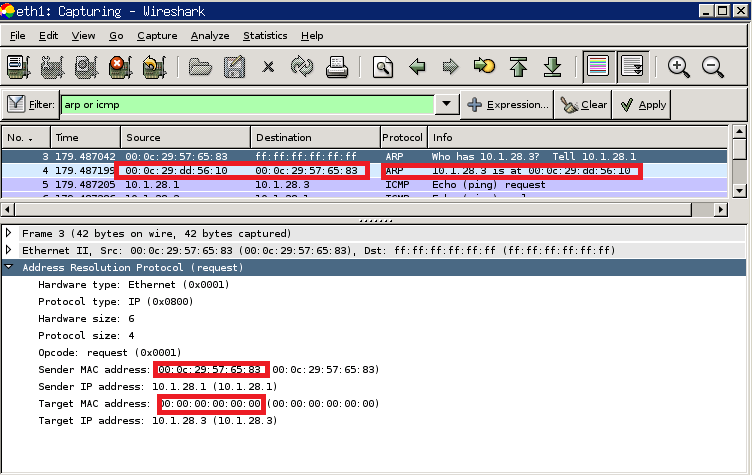 eth1: Capturing - Wireshark
File Edit View Go Capture Analyze Statistics Help
Filter: arp or icmp Expression... Clear Apply
No. . Time Source Destination Protocol Info
3 179.487042 00:0c:29:57:65:83 ff:ff:ff:ff:ff:ff ARP Who has 10.1.28.3? Tell 10.1.28.1
4 179.487199 00:0c:29:dd:56:10 00:0c:29:57:65:83 ARP 10.1.28.3 is at 00:0c:29:dd:56:10
5 179.487205 10.1.28.1 10.1.28.3 ICMP Echo (ping) request
Frame 3 (42 bytes on wire, 42 bytes captured)
Ethernet II, Src: 00:0c:29:57:65:83 (00:0c:29:57:65:83), Dst: ff:ff:ff:ff:ff:ff (ff:ff:ff:ff:ff:ff)
Address Resolution Protocol (request)
Hardware type: Ethernet (0x0001)
Protocol type: IP (0x0800)
Hardware size: 6
Protocol size: 4
Opcode: request (0x0001)
Sender MAC address: 00:0c:29:57:65:83 (00:0c:29:57:65:83)
Sender IP address: 10.1.28.1 (10.1.28.1)
Target MAC address: 00:00:00:00:00:00 (00:00:00:00:00:00)
Target IP address: 10.1.28.3 (10.1.28.3)